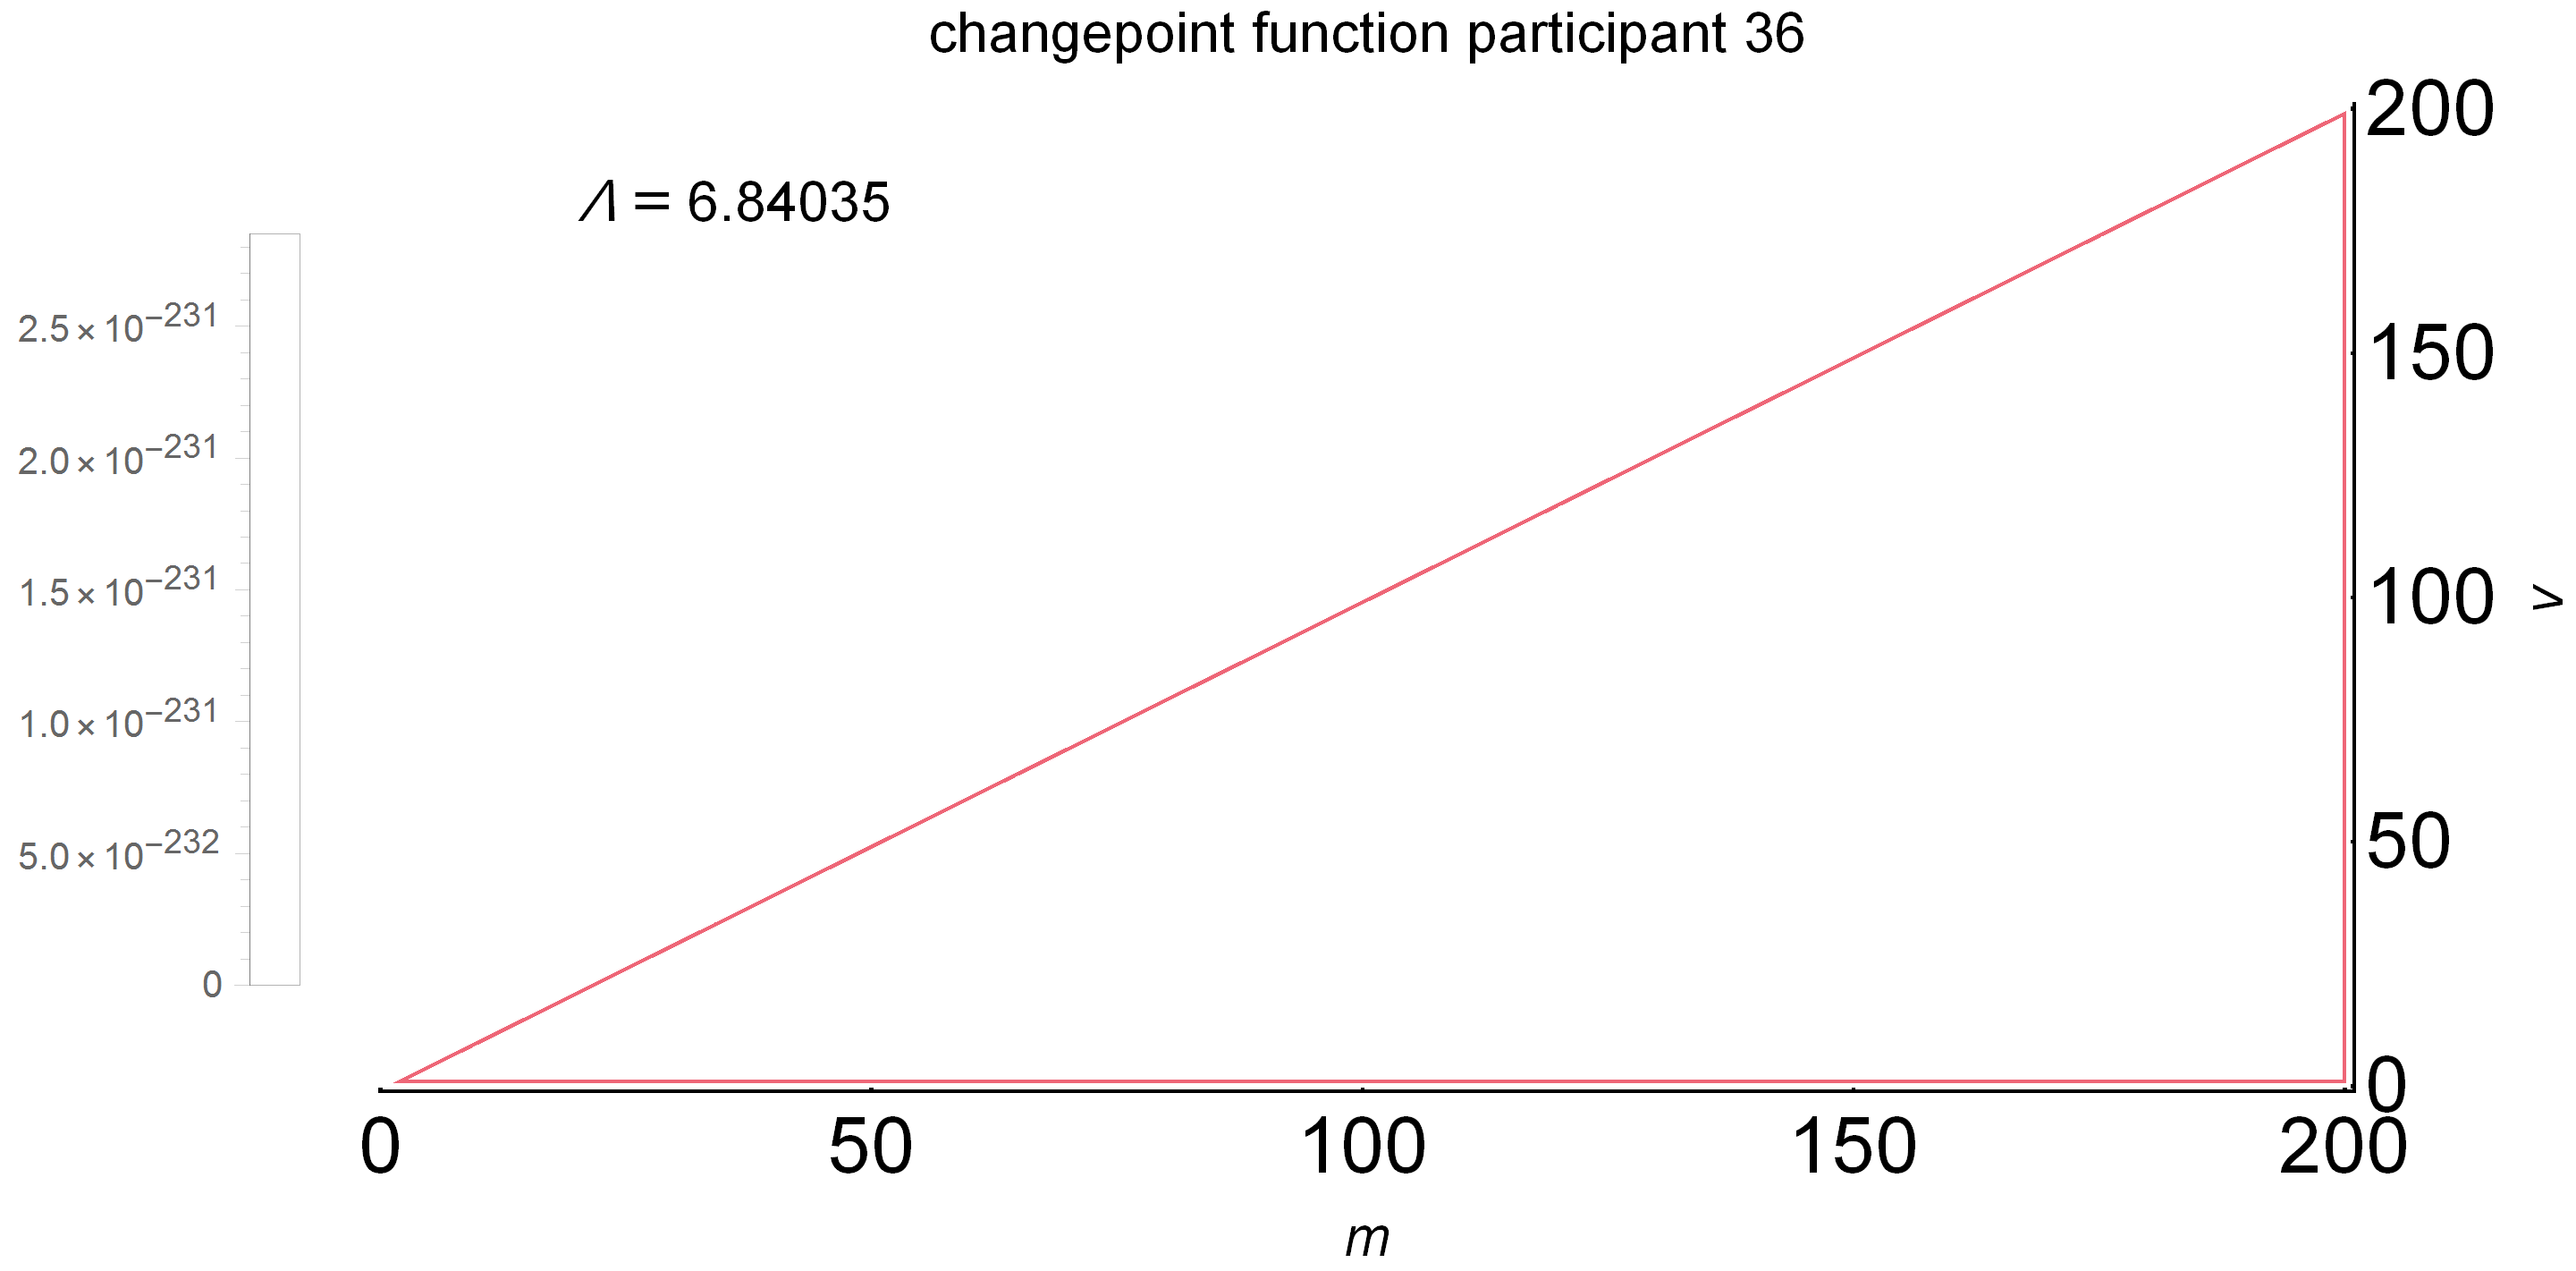 changepoint function participant 36
Λ = 6.84035
2.5 × 10⁻²³¹
2.0 × 10⁻²³¹
1.5 × 10⁻²³¹
1.0 × 10⁻²³¹
5.0 × 10⁻²³²
0
200
150
100
50
0
v
0 50 100 150 200
m